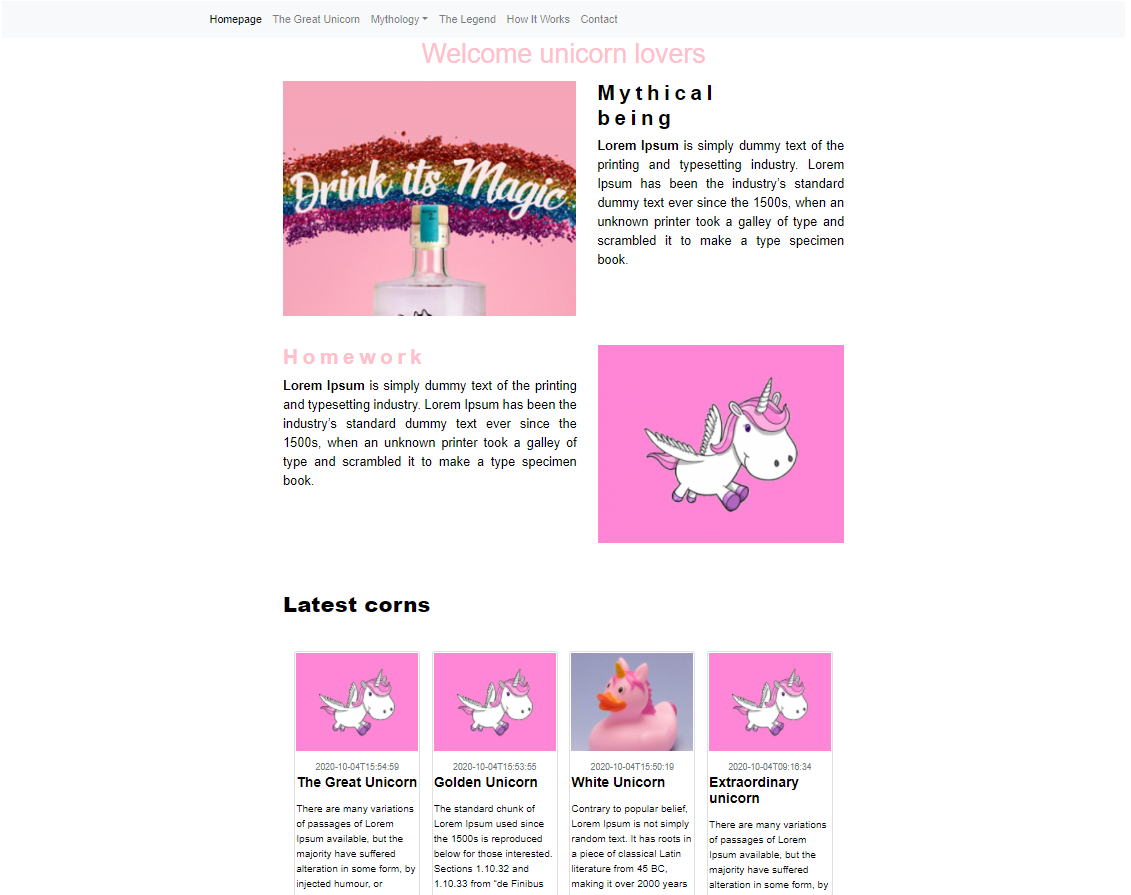 Homepage The Great Unicorn Mythology The Legend How It Works Contact
Welcome unicorn lovers
Drink its Magic
Mythical
being
Lorem Ipsum is simply dummy text of the
printing and typesetting industry. Lorem
Ipsum has been the industry's standard
dummy text ever since the 1500s, when an
unknown printer took a galley of type and
scrambled it to make a type specimen
book.
Homework
Lorem Ipsum is simply dummy text of the printing
and typesetting industry. Lorem Ipsum has been the
industry's standard dummy text ever since the
1500s, when an unknown printer took a galley of
type and scrambled it to make a type specimen
book.
Latest corns
2020-10-04T15:54:59
The Great Unicorn
There are many variations
of passages of Lorem
Ipsum available, but the
majority have suffered
alteration in some form, by
injected humour, or
2020-10-04T15:53:55
Golden Unicorn
The standard chunk of
Lorem Ipsum used since
the 1500s is reproduced
below for those interested.
Sections 1.10.32 and
1.10.33 from "de Finibus
2020-10-04T15:50:19
White Unicorn
Contrary to popular belief,
Lorem Ipsum is not simply
random text. It has roots in
a piece of classical Latin
literature from 45 BC,
making it over 2000 years
2020-10-04T09:16:34
Extraordinary
unicorn
There are many variations
of passages of Lorem
Ipsum available, but the
majority have suffered
alteration in some form, by